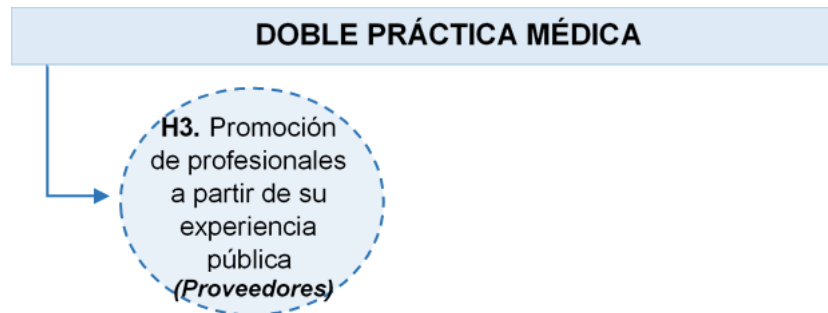 DOBLE PRÁCTICA MÉDICA
H3. Promoción
de profesionales
a partir de su
experiencia
pública
(Proveedores)